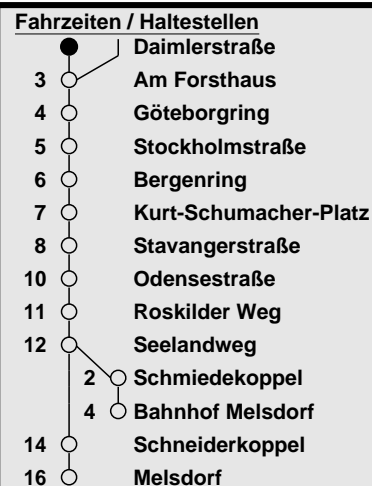 Fahrzeiten / Haltestellen
Daimlerstraße
3 Am Forsthaus
4 Göteborgring
5 Stockholmstraße
6 Bergenring
7 Kurt-Schumacher-Platz
8 Stavangerstraße
10 Odensestraße
11 Roskilder Weg
12 Seelandweg
2 Schmiedekoppel
4 Bahnhof Melsdorf
14 Schneiderkoppel
16 Melsdorf